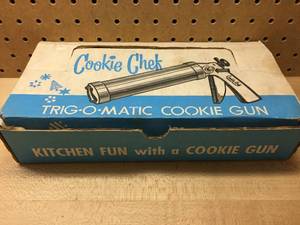 Cookie Chef
TRIG-O-MATIC COOKIE GUN
KITCHEN FUN with a COOKIE GUN